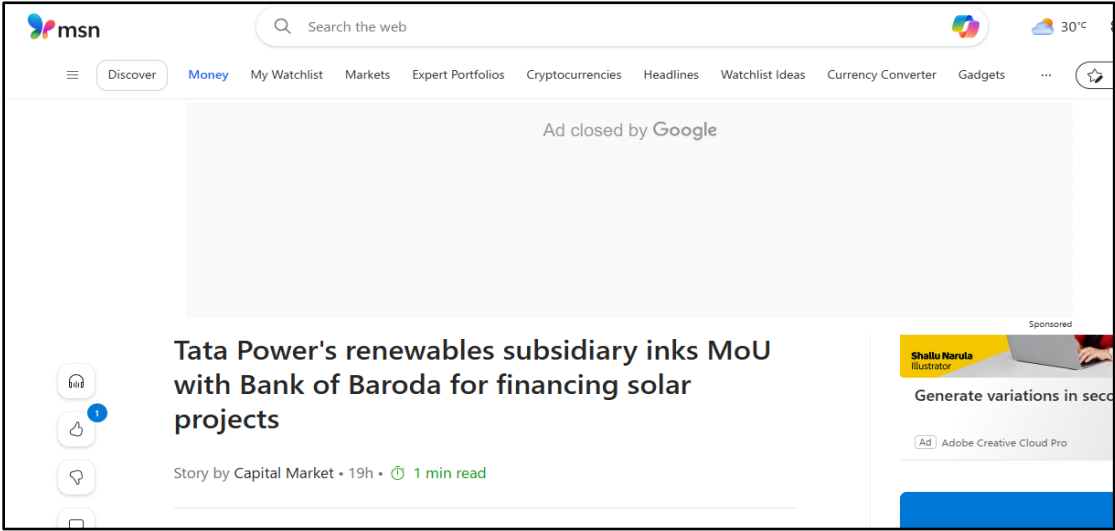 msn
Search the web
30°C
Discover
Money
My Watchlist
Markets
Expert Portfolios
Cryptocurrencies
Headlines
Watchlist Ideas
Currency Converter
Gadgets
...
Ad closed by Google
Sponsored
Tata Power's renewables subsidiary inks MoU
with Bank of Baroda for financing solar
projects
1
Story by Capital Market • 19h • 1 min read
Shallu Narula
Illustrator
Generate variations in seco
Ad Adobe Creative Cloud Pro